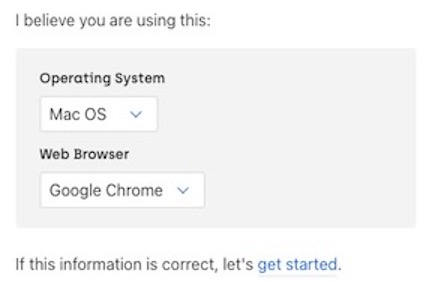 I believe you are using this:
Operating System
Mac OS
Web Browser
Google Chrome
If this information is correct, let's get started.